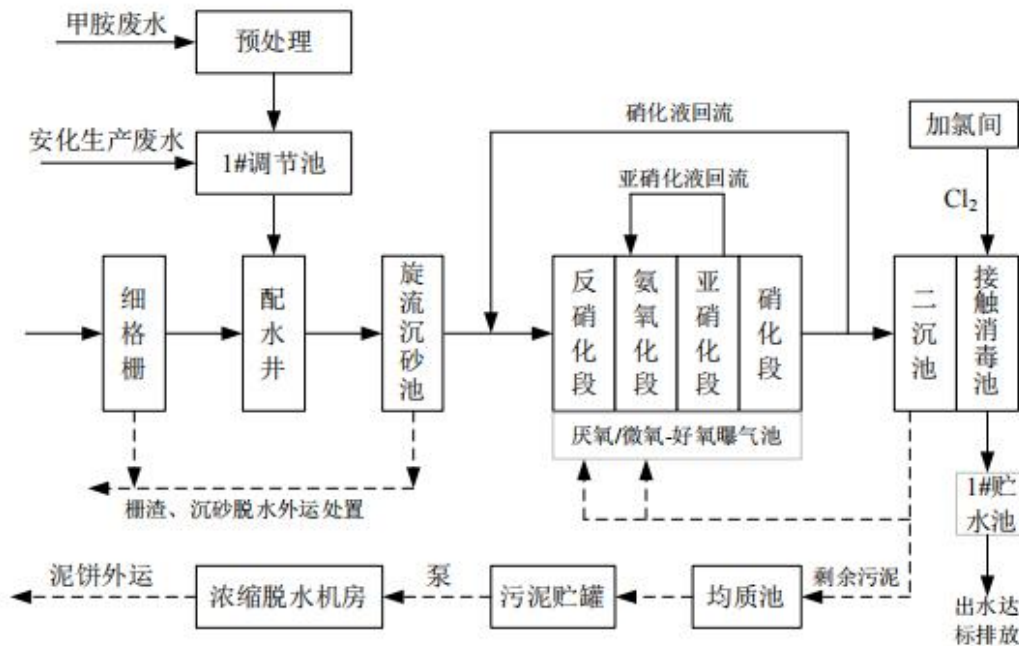 甲胺废水
预处理
安化生产废水
1#调节池
硝化液回流
亚硝化液回流
加氯间
Cl₂
细格栅
配水井
旋流沉砂池
反硝化段
氨氧化段
亚硝化段
硝化段
二沉池
接触消毒池
厌氧/微氧-好氧曝气池
栅渣、沉砂脱水外运处置
1#贮
水池
泥饼外运
浓缩脱水机房
泵
污泥贮罐
均质池
剩余污泥
出水达
标排放